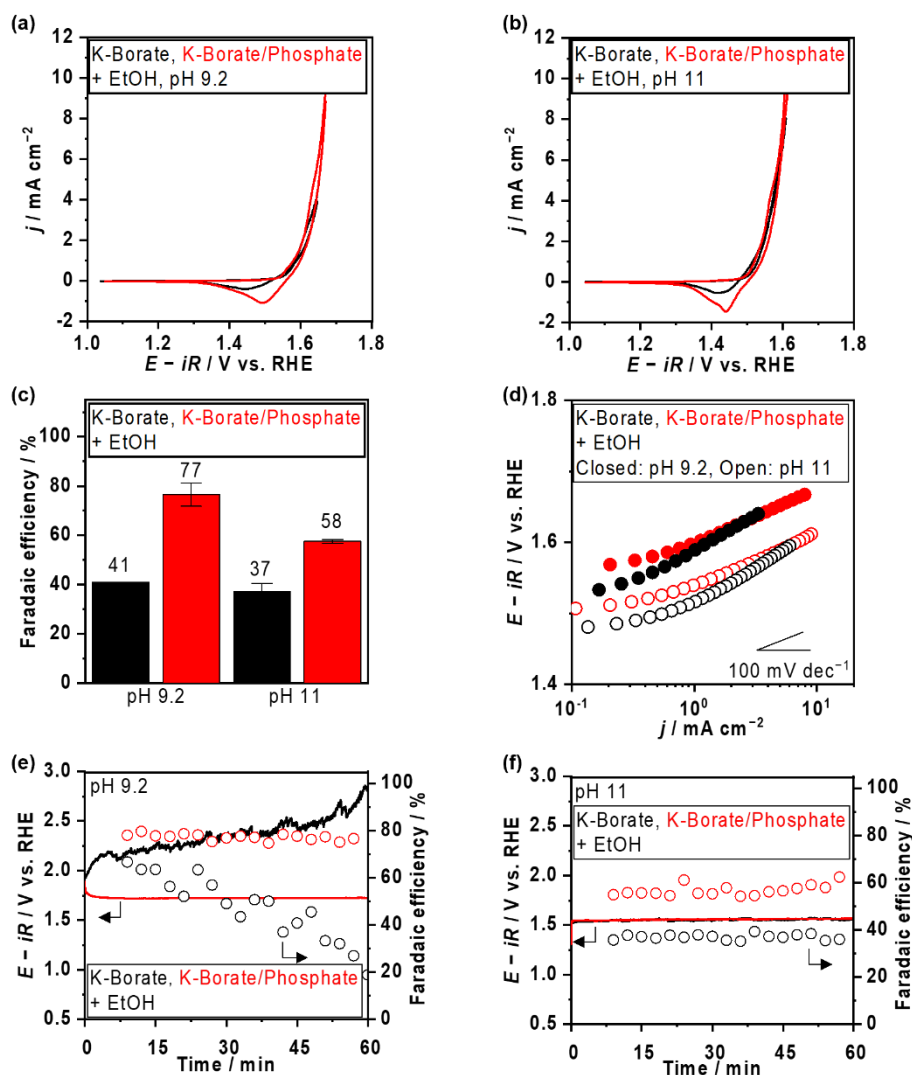 (a)
12
10
8
6
4
2
0
-2
j / mA cm⁻²
K-Borate, K-Borate/Phosphate
+ EtOH, pH 9.2
1.0 1.2 1.4 1.6 1.8
E − iR / V vs. RHE
(b)
12
10
8
6
4
2
0
-2
j / mA cm⁻²
K-Borate, K-Borate/Phosphate
+ EtOH, pH 11
1.0 1.2 1.4 1.6 1.8
E − iR / V vs. RHE
(c)
100
80
60
40
20
0
Faradaic efficiency / %
K-Borate, K-Borate/Phosphate
+ EtOH
41 77 37 58
pH 9.2 pH 11
(d)
1.8
1.6
1.4
E − iR / V vs. RHE
K-Borate, K-Borate/Phosphate
+ EtOH
Closed: pH 9.2, Open: pH 11
100 mV dec⁻¹
10⁻¹ 10⁰ 10¹
j / mA cm⁻²
(e)
3.0
2.5
2.0
1.5
1.0
0.5
E − iR / V vs. RHE
pH 9.2
K-Borate, K-Borate/Phosphate
+ EtOH
100
80
60
40
20
0
Faradaic efficiency / %
0 15 30 45 60
Time / min
(f)
3.0
2.5
2.0
1.5
1.0
0.5
E − iR / V vs. RHE
pH 11
K-Borate, K-Borate/Phosphate
+ EtOH
100
80
60
40
20
0
Faradaic efficiency / %
0 15 30 45 60
Time / min